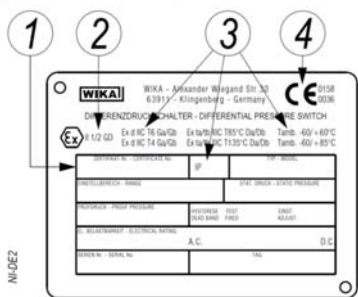 1 2 3 4
WIKA WIKA - Alexander Wiegand Str.30
63911 - Klingenberg - Germany
CE 0158
0036
DIFFERENZDRUCKSCHALTER - DIFFERENTIAL PRESSURE SWITCH
Ex II 1/2 GD Ex d IIC T6 Ga/Gb Ex ta/tb IIIC T85°C Da/Db Tamb. -60/+60°C
Ex d IIC T4 Ga/Gb Ex ta/tb IIIC T135°C Da/Db Tamb. -60/+85°C
ZERTIFIKAT Nr. - CERTIFICATE No. IP TYP - MODEL
EINSTELLBEREICH - RANGE STAT. DRUCK - STATIC PRESSURE
PRÜFDRUCK - PROOF PRESSURE HYSTERESE FEST EINST
DEAD BAND FIXED ADJUST.
EL. BELASTBARKEIT - ELECTRICAL RATING
A.C. D.C.
SERIEN Nr. - SERIAL No. TAG
NI-DE2